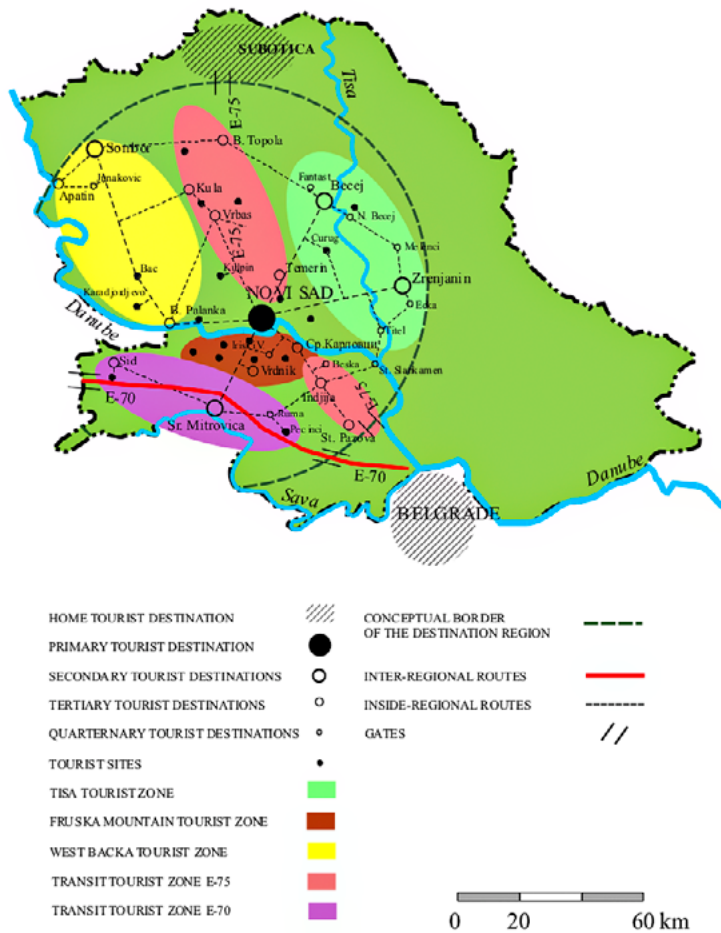 SUBOTICA
Tisa
E-75
Sombor
B. Topola
Junakovic
Fantast
Apatin
Kula
Becej
Vrbas
N. Becej
E-75
Curug
Melenci
Bac
Kulpin
Temerin
Zrenjanin
Karadjordjevo
NOVI SAD
Ecka
B. Palanka
Danube
Titel
Ср.Карловци
Sid
Vrdnik
Beska
St. Slankamen
E-70
Indjija
E-75
Ruma
Sr. Mitrovica
Pecinci
St. Pazova
E-70
Danube
Sava
BELGRADE
HOME TOURIST DESTINATION
PRIMARY TOURIST DESTINATION
SECONDARY TOURIST DESTINATIONS
TERTIARY TOURIST DESTINATIONS
QUARTERNARY TOURIST DESTINATIONS
TOURIST SITES
TISA TOURIST ZONE
FRUSKA MOUNTAIN TOURIST ZONE
WEST BACKA TOURIST ZONE
TRANSIT TOURIST ZONE E-75
TRANSIT TOURIST ZONE E-70
CONCEPTUAL BORDER
OF THE DESTINATION REGION
INTER-REGIONAL ROUTES
INSIDE-REGIONAL ROUTES
GATES
0 20 60 km